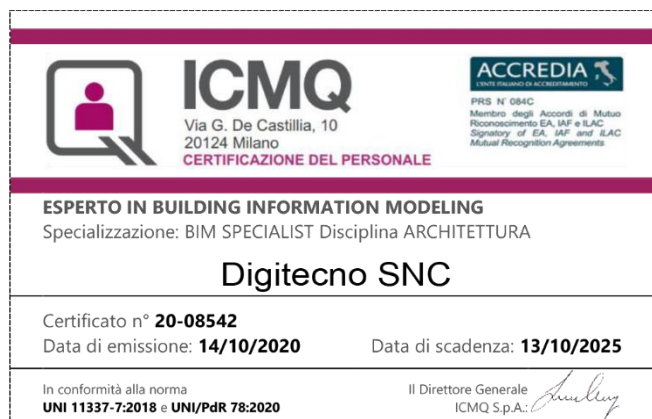 ICMQ
Via G. De Castillia, 10
20124 Milano
CERTIFICAZIONE DEL PERSONALE
ACCREDIA
L'ENTE ITALIANO DI ACCREDITAMENTO
PRS N° 084C
Membro degli Accordi di Mutuo
Riconoscimento EA, IAF e ILAC
Signatory of EA, IAF and ILAC
Mutual Recognition Agreements
ESPERTO IN BUILDING INFORMATION MODELING
Specializzazione: BIM SPECIALIST Disciplina ARCHITETTURA
Digitecno SNC
Certificato n° 20-08542
Data di emissione: 14/10/2020 Data di scadenza: 13/10/2025
In conformità alla norma
UNI 11337-7:2018 e UNI/PdR 78:2020
Il Direttore Generale
ICMQ S.p.A.: